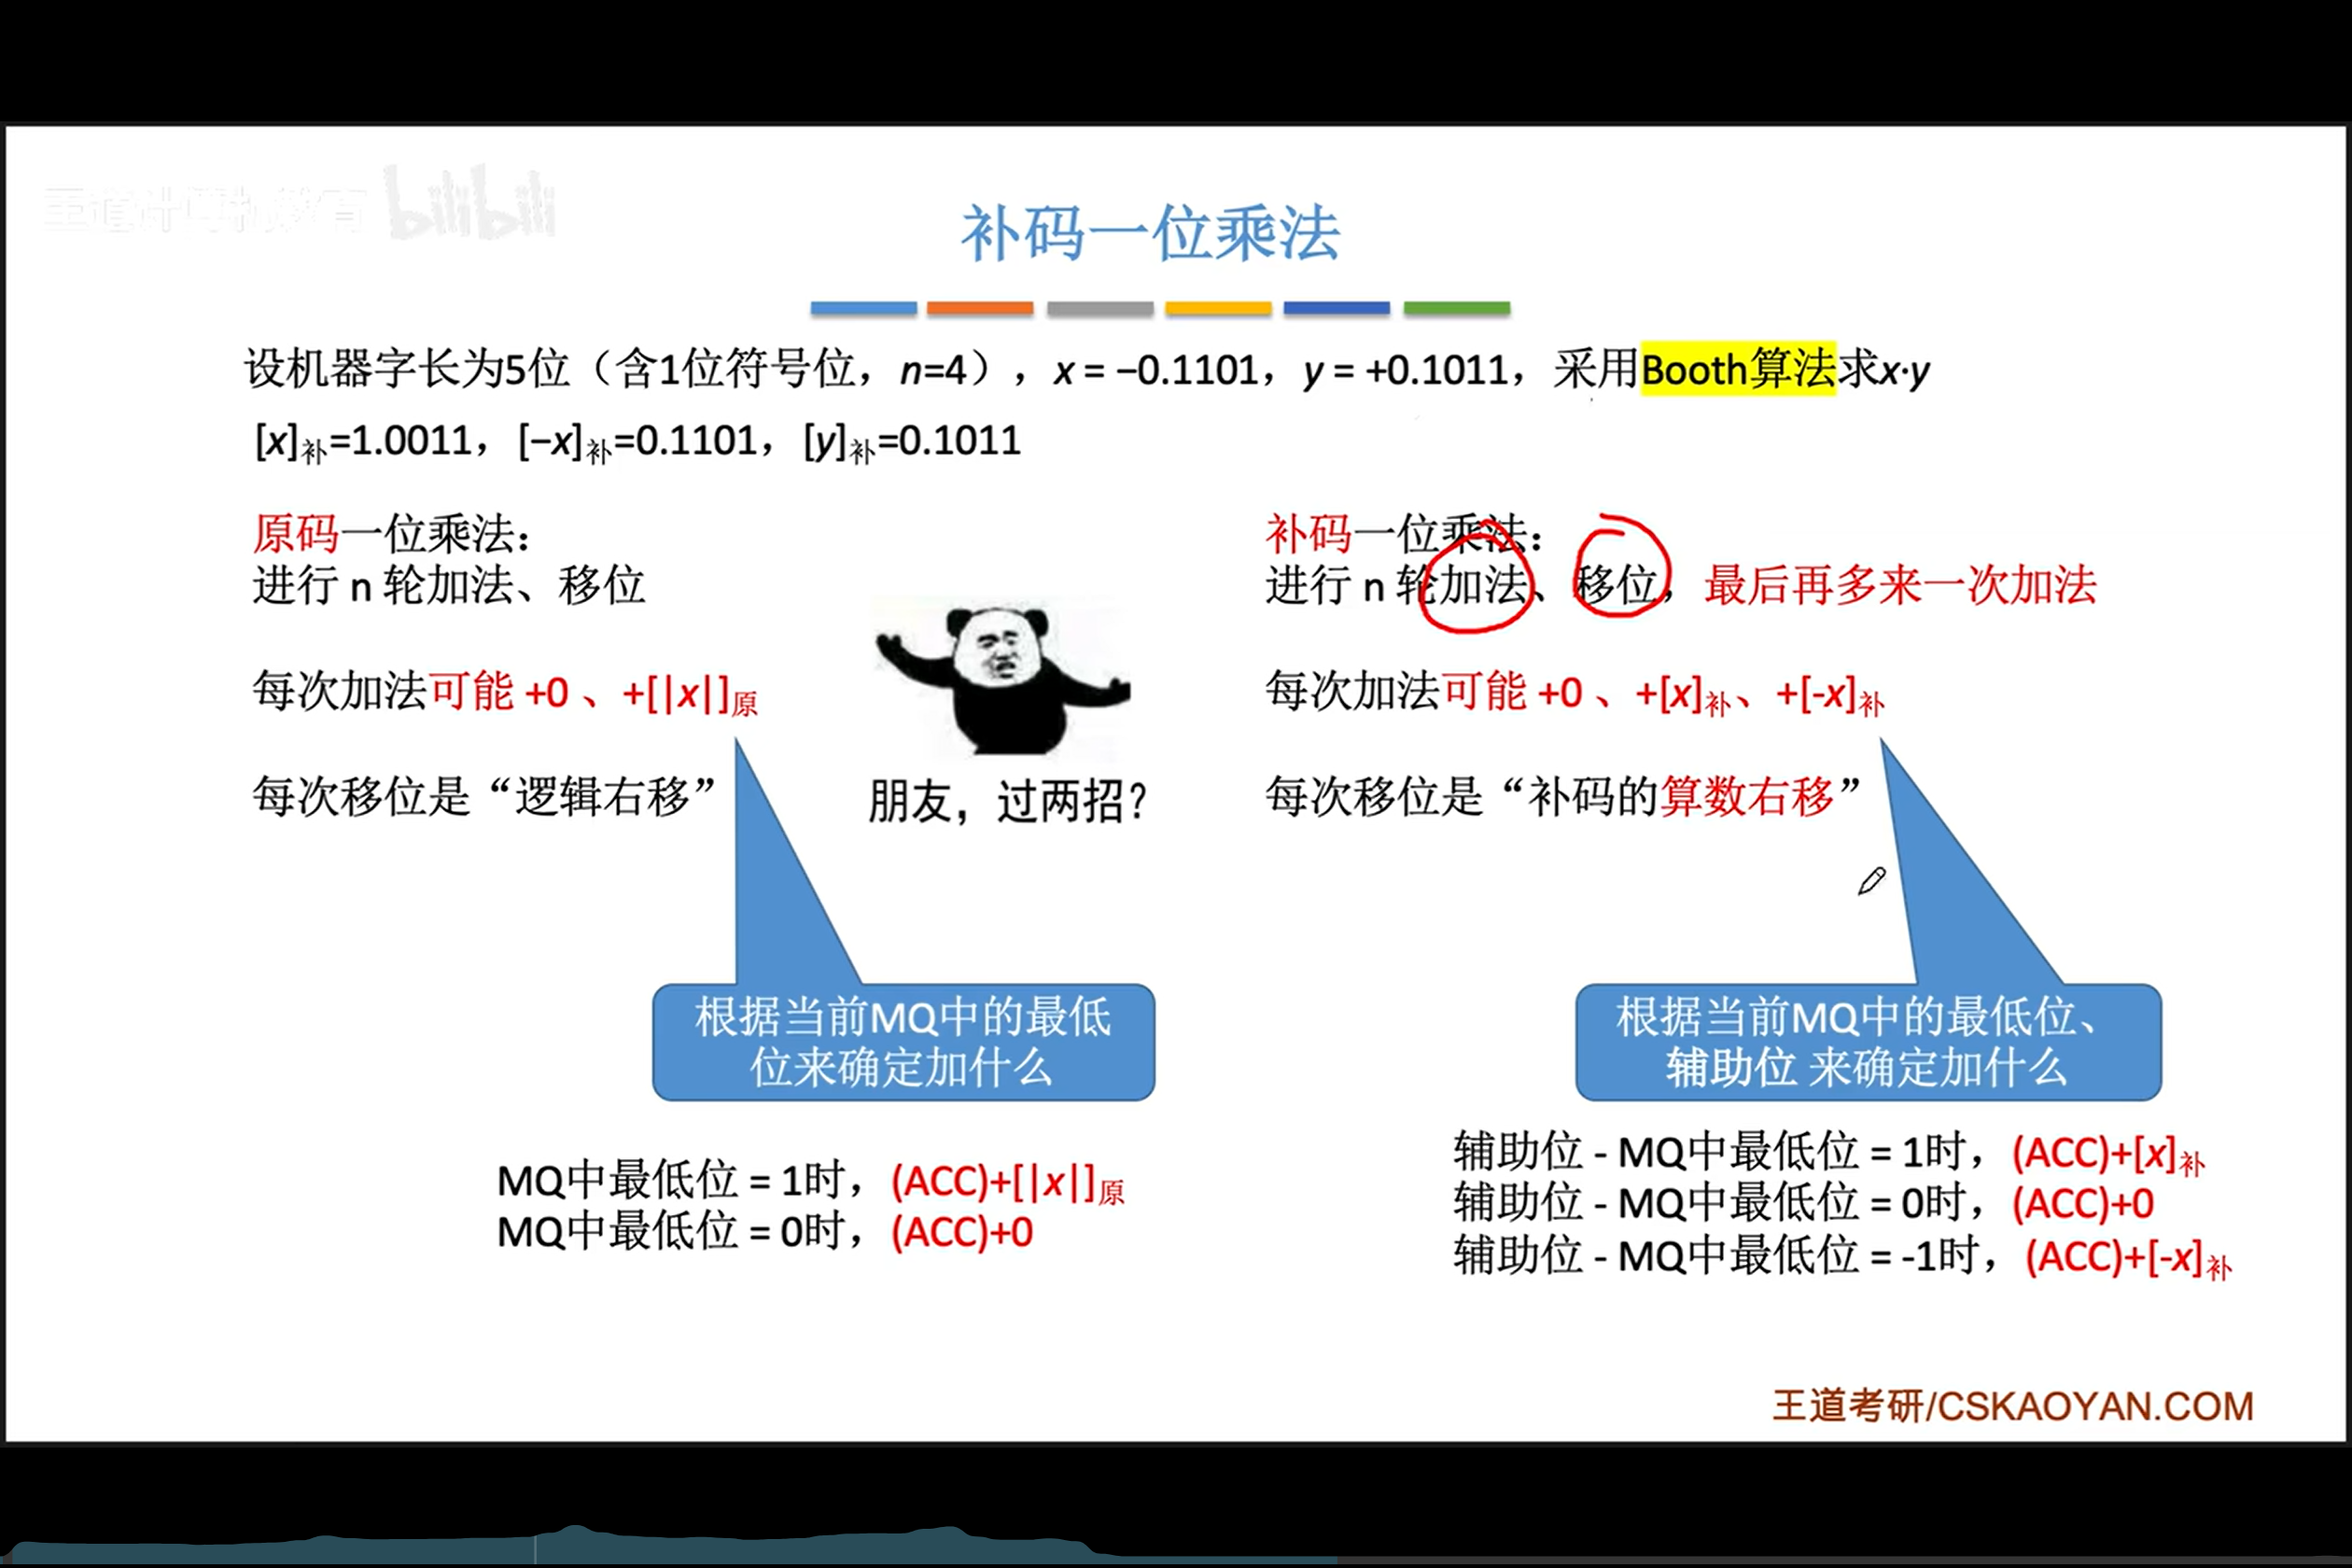 王道计算机教育 bilibili
补码一位乘法
设机器字长为5位（含1位符号位，n=4），x = −0.1101，y = +0.1011，采用Booth算法求x·y
[x]补=1.0011，[−x]补=0.1101，[y]补=0.1011
原码一位乘法：
进行 n 轮加法、移位
每次加法可能 +0 、+[|x|]原
每次移位是“逻辑右移”
根据当前MQ中的最低
位来确定加什么
MQ中最低位 = 1时，(ACC)+[|x|]原
MQ中最低位 = 0时，(ACC)+0
朋友，过两招?
补码一位乘法：
进行 n 轮加法、移位，最后再多来一次加法
每次加法可能 +0 、+[x]补、+[-x]补
每次移位是“补码的算数右移”
根据当前MQ中的最低位、
辅助位 来确定加什么
辅助位 - MQ中最低位 = 1时，(ACC)+[x]补
辅助位 - MQ中最低位 = 0时，(ACC)+0
辅助位 - MQ中最低位 = -1时，(ACC)+[-x]补
王道考研/CSKAOYAN.COM